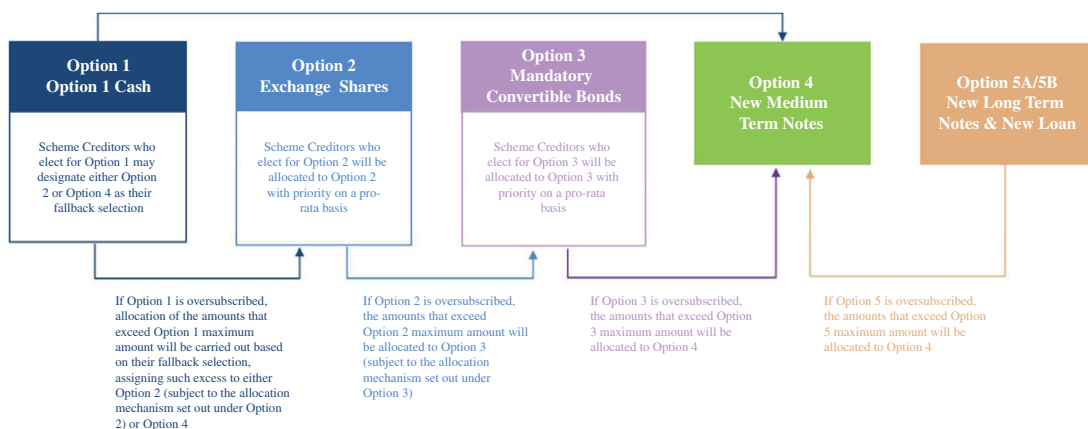 Option 1
Option 1 Cash
Scheme Creditors who
elect for Option 1 may
designate either Option
2 or Option 4 as their
fallback selection
If Option 1 is oversubscribed,
allocation of the amounts that
exceed Option 1 maximum
amount will be carried out based
on their fallback selection,
assigning such excess to either
Option 2 (subject to the allocation
mechanism set out under Option
2) or Option 4
Option 2
Exchange Shares
Scheme Creditors who
elect for Option 2 will be
allocated to Option 2
with priority on a pro-
rata basis
If Option 2 is oversubscribed,
the amounts that exceed
Option 2 maximum amount will
be allocated to Option 3
(subject to the allocation
mechanism set out under
Option 3)
Option 3
Mandatory
Convertible Bonds
Scheme Creditors who
elect for Option 3 will be
allocated to Option 3 with
priority on a pro-rata
basis
If Option 3 is oversubscribed,
the amounts that exceed Option
3 maximum amount will be
allocated to Option 4
Option 4
New Medium
Term Notes
Option 5A/5B
New Long Term
Notes & New Loan
If Option 5 is oversubscribed,
the amounts that exceed Option
5 maximum amount will be
allocated to Option 4